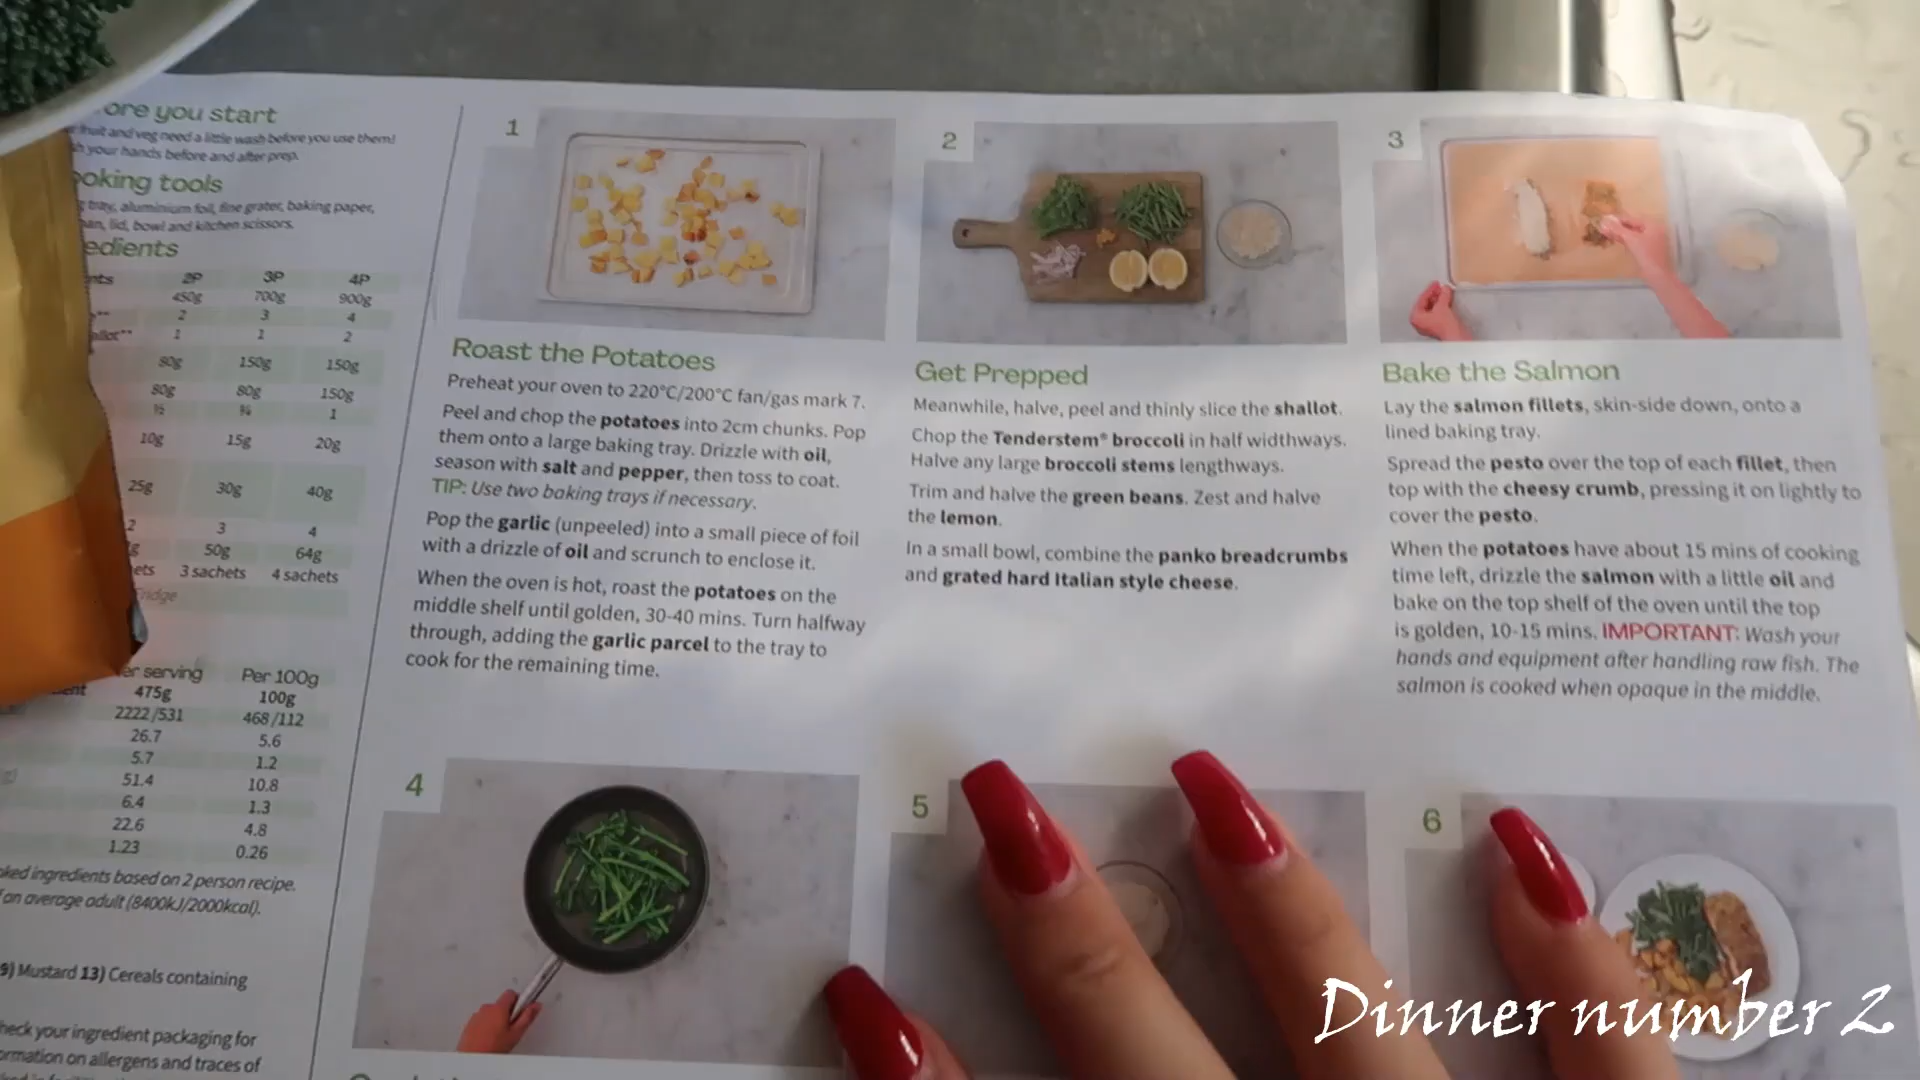 ore you start
fruit and veg need a little wash before you use them!
your hands before and after prep.
oking tools
tray, aluminium foil, fine grater, baking paper,
pan, lid, bowl and kitchen scissors.
edients
2P 3P 4P
450g 700g 900g
2 3 4
1 1 2
80g 150g 150g
80g 80g 150g
½ ¾ 1
10g 15g 20g
25g 30g 40g
2 3 4
50g 64g
3 sachets 4 sachets
Fridge
er serving Per 100g
475g 100g
2222/531 468/112
26.7 5.6
5.7 1.2
51.4 10.8
6.4 1.3
22.6 4.8
1.23 0.26
ingredients based on 2 person recipe.
an average adult (8400kJ/2000kcal).
9) Mustard 13) Cereals containing
heck your ingredient packaging for
ormation on allergens and traces of
1
Roast the Potatoes
Preheat your oven to 220°C/200°C fan/gas mark 7.
Peel and chop the potatoes into 2cm chunks. Pop
them onto a large baking tray. Drizzle with oil,
season with salt and pepper, then toss to coat.
TIP: Use two baking trays if necessary.
Pop the garlic (unpeeled) into a small piece of foil
with a drizzle of oil and scrunch to enclose it.
When the oven is hot, roast the potatoes on the
middle shelf until golden, 30-40 mins. Turn halfway
through, adding the garlic parcel to the tray to
cook for the remaining time.
2
Get Prepped
Meanwhile, halve, peel and thinly slice the shallot.
Chop the Tenderstem® broccoli in half widthways.
Halve any large broccoli stems lengthways.
Trim and halve the green beans. Zest and halve
the lemon.
In a small bowl, combine the panko breadcrumbs
and grated hard Italian style cheese.
3
Bake the Salmon
Lay the salmon fillets, skin-side down, onto a
lined baking tray.
Spread the pesto over the top of each fillet, then
top with the cheesy crumb, pressing it on lightly to
cover the pesto.
When the potatoes have about 15 mins of cooking
time left, drizzle the salmon with a little oil and
bake on the top shelf of the oven until the top
is golden, 10-15 mins. IMPORTANT: Wash your
hands and equipment after handling raw fish. The
salmon is cooked when opaque in the middle.
4
5
6
Dinner number 2